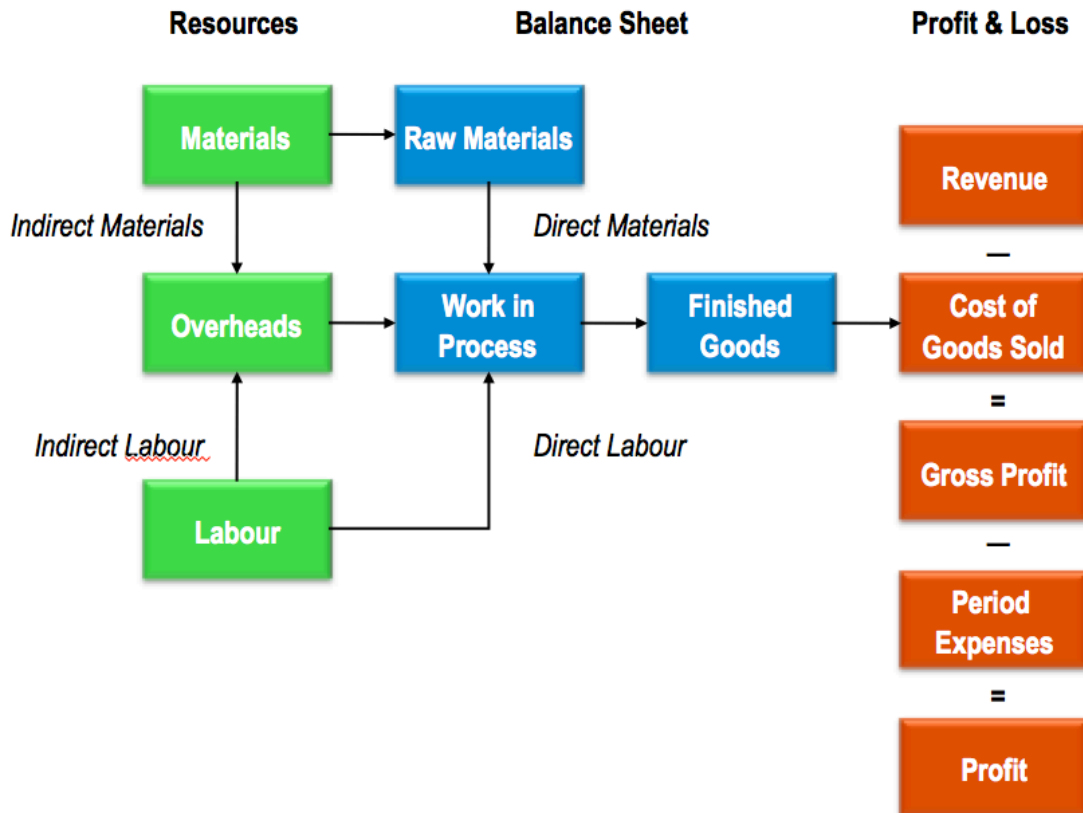 Resources
Balance Sheet
Profit & Loss
Materials
Raw Materials
Revenue
Indirect Materials
Direct Materials
—
Overheads
Work in
Process
Finished
Goods
Cost of
Goods Sold
=
Indirect Labour
Direct Labour
Gross Profit
Labour
—
Period
Expenses
=
Profit